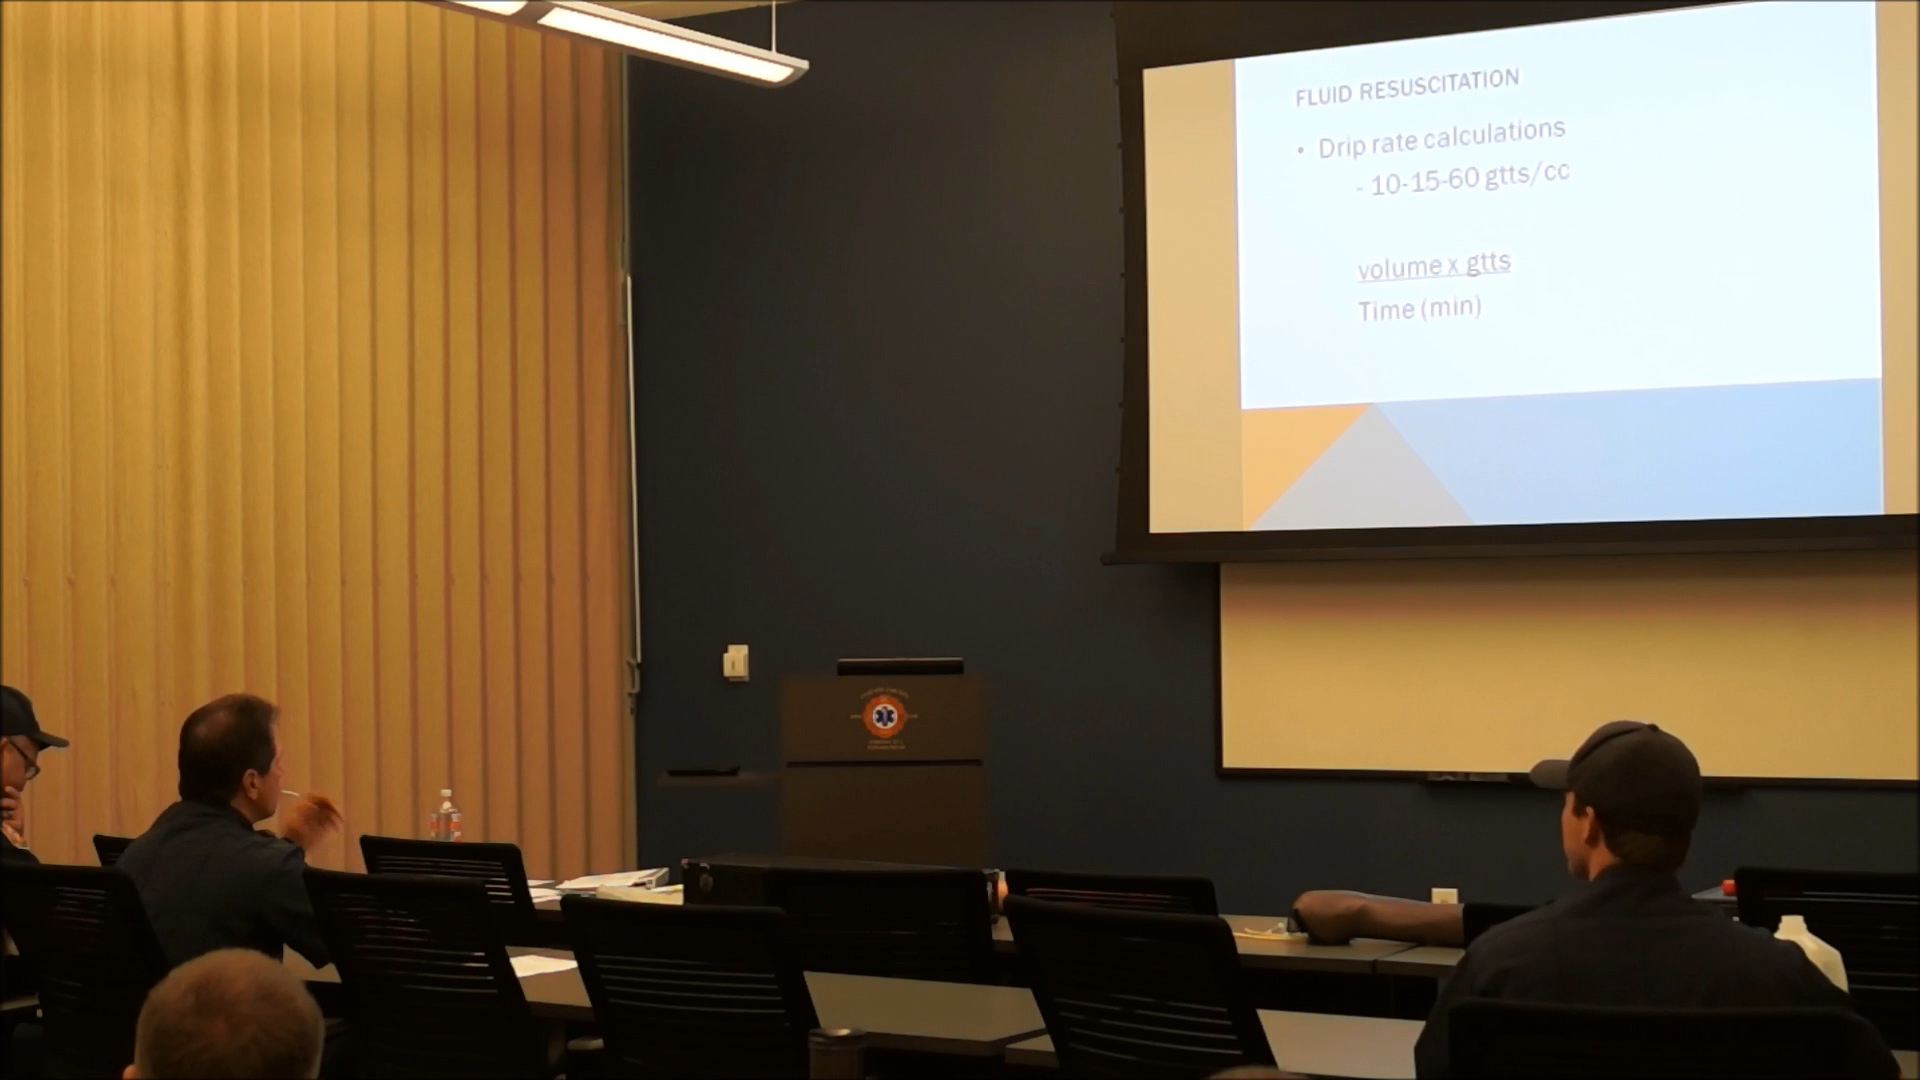 FLUID RESUSCITATION
• Drip rate calculations
- 10-15-60 gtts/cc
volume x gtts
Time (min)